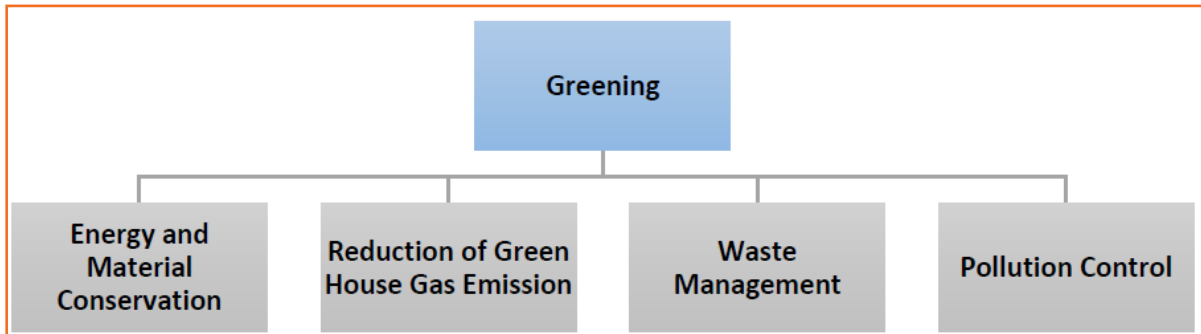 Greening
Energy and
Material
Conservation
Reduction of Green
House Gas Emission
Waste
Management
Pollution Control